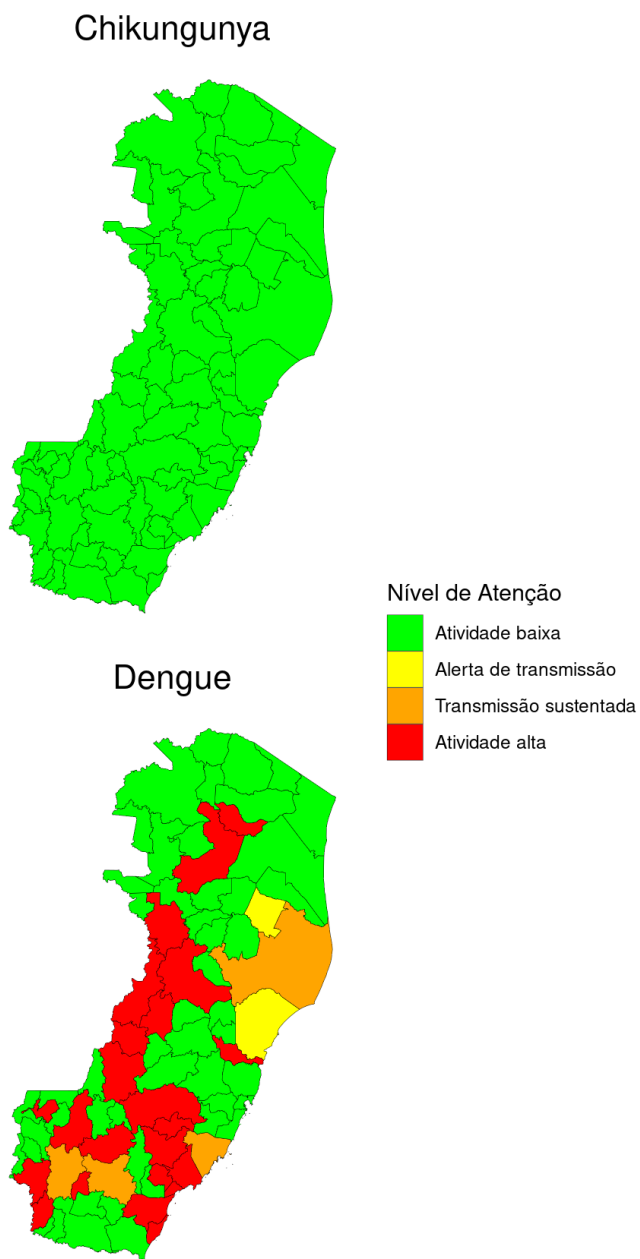 Chikungunya
Nível de Atenção
Atividade baixa
Alerta de transmissão
Transmissão sustentada
Atividade alta
Dengue